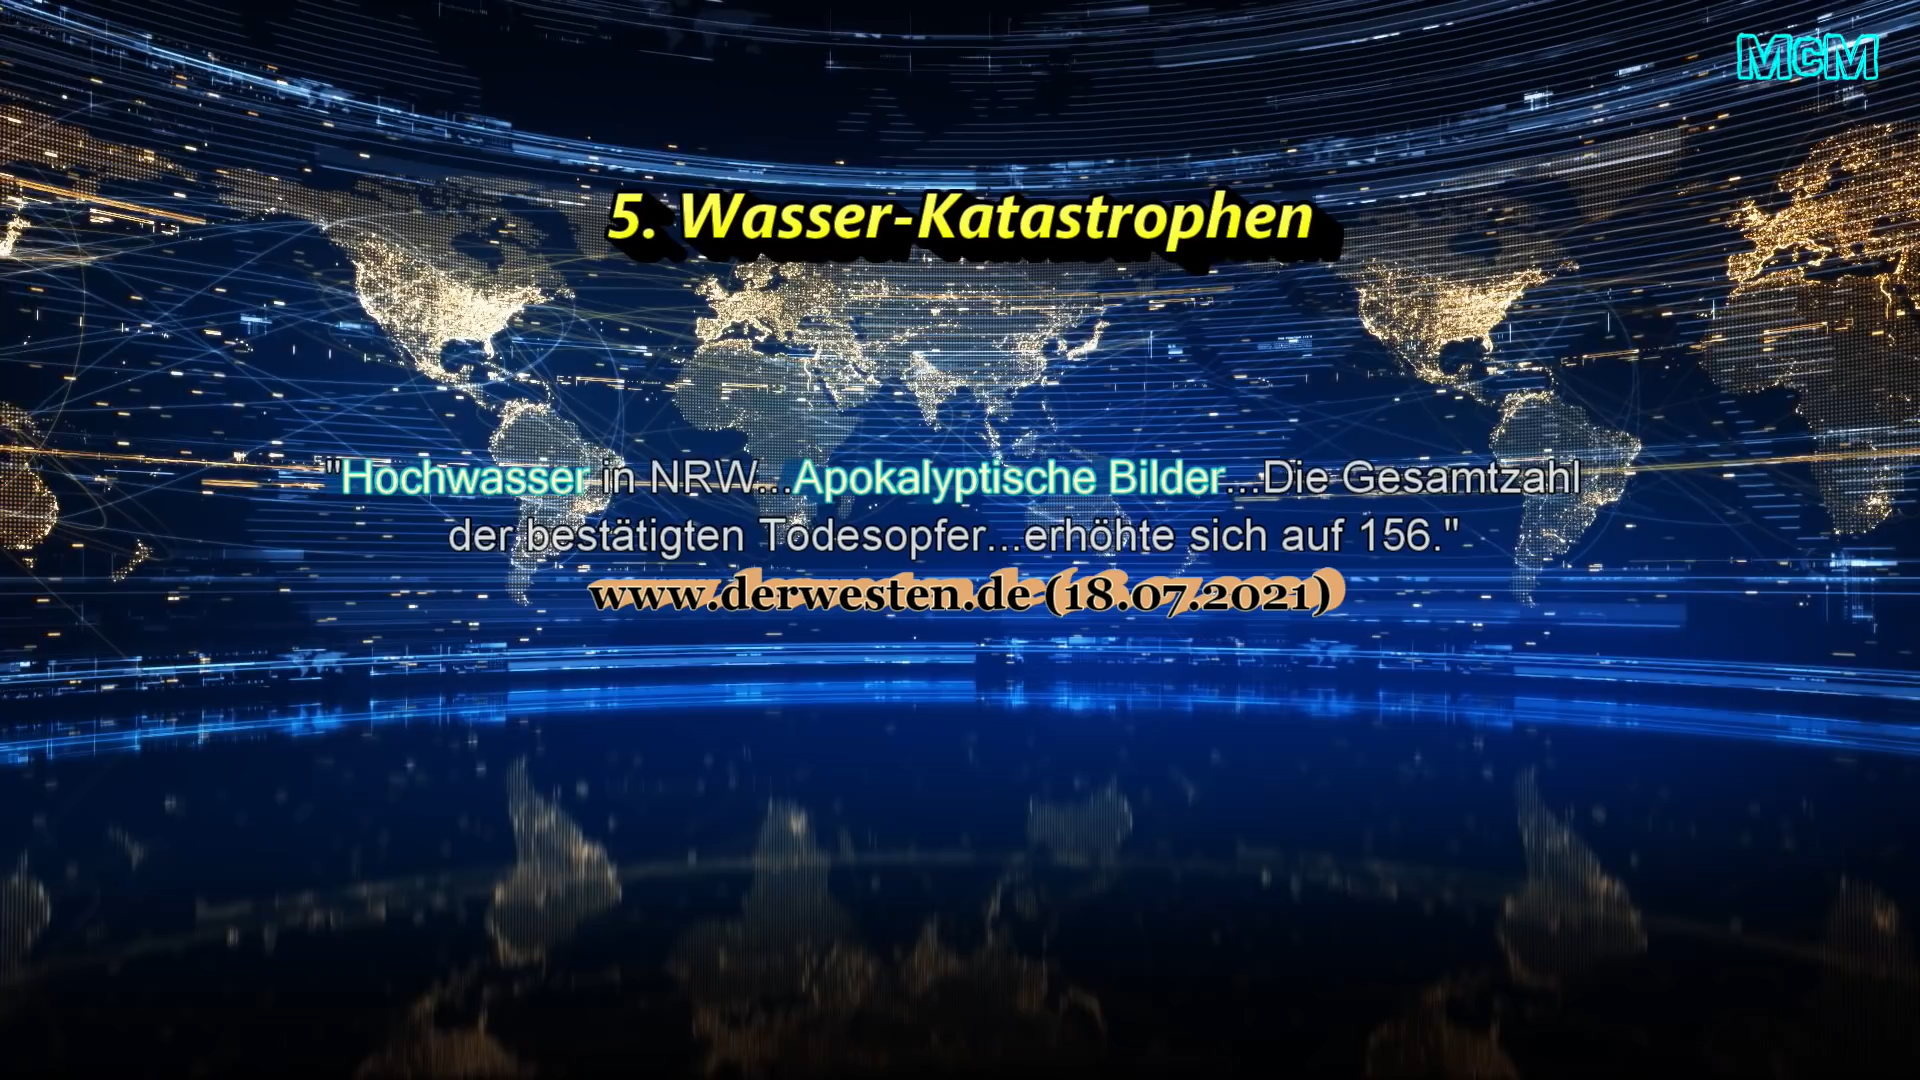 MCM
5. Wasser-Katastrophen
"Hochwasser in NRW...Apokalyptische Bilder...Die Gesamtzahl
der bestätigten Todesopfer...erhöhte sich auf 156."
www.derwesten.de (18.07.2021)